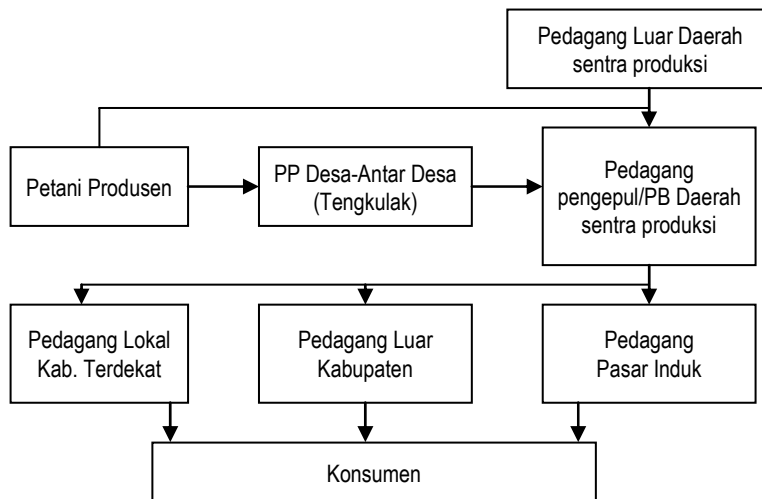 Pedagang Luar Daerah
sentra produksi
Petani Produsen
PP Desa-Antar Desa
(Tengkulak)
Pedagang
pengepul/PB Daerah
sentra produksi
Pedagang Lokal
Kab. Terdekat
Pedagang Luar
Kabupaten
Pedagang
Pasar Induk
Konsumen